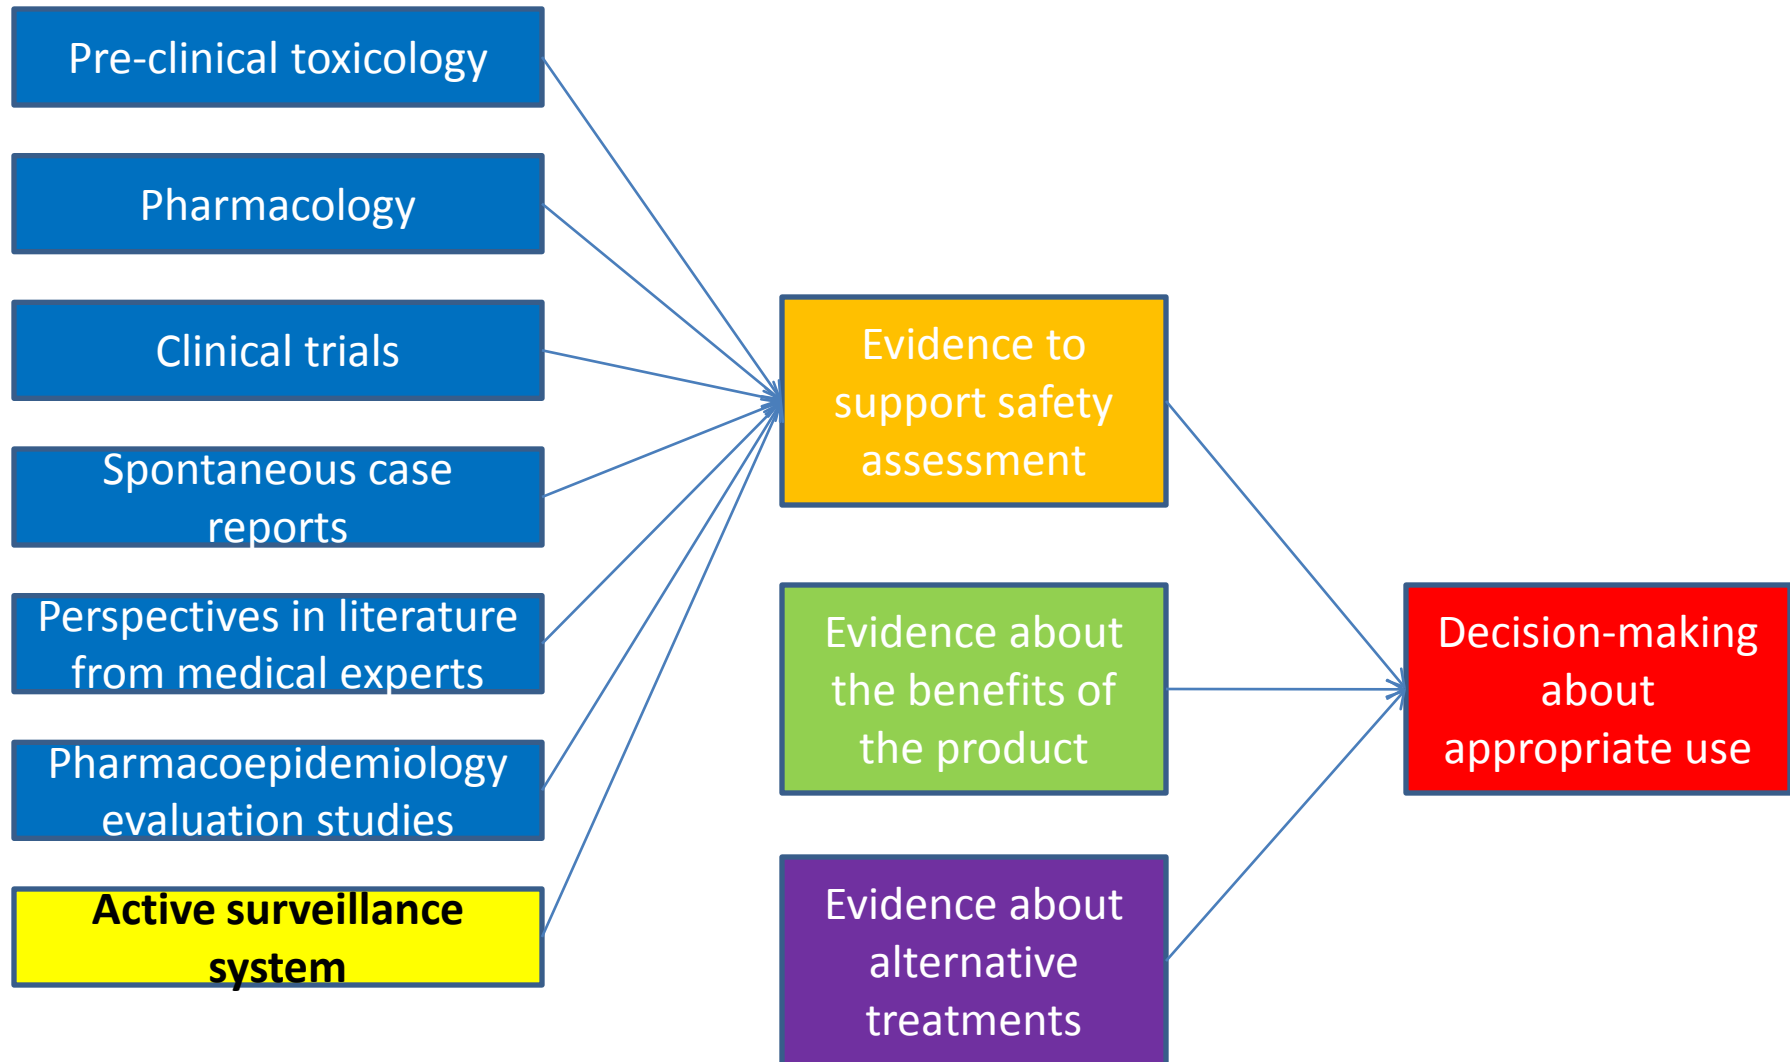 Pre-clinical toxicology
Pharmacology
Clinical trials
Spontaneous case
reports
Perspectives in literature
from medical experts
Pharmacoepidemiology
evaluation studies
Active surveillance
system
Evidence to
support safety
assessment
Evidence about
the benefits of
the product
Evidence about
alternative
treatments
Decision-making
about
appropriate use